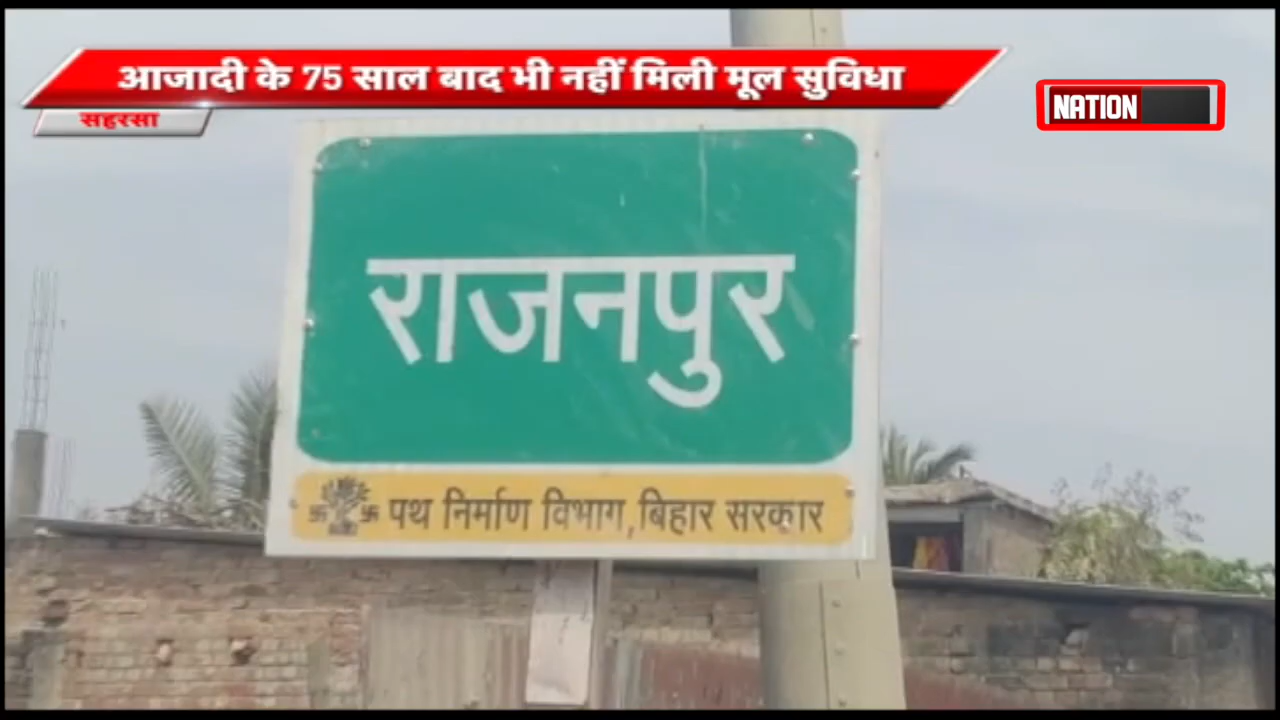 आजादी के 75 साल बाद भी नहीं मिली मूल सुविधा
सहरसा
NATION
राजनपुर
पथ निर्माण विभाग, बिहार सरकार